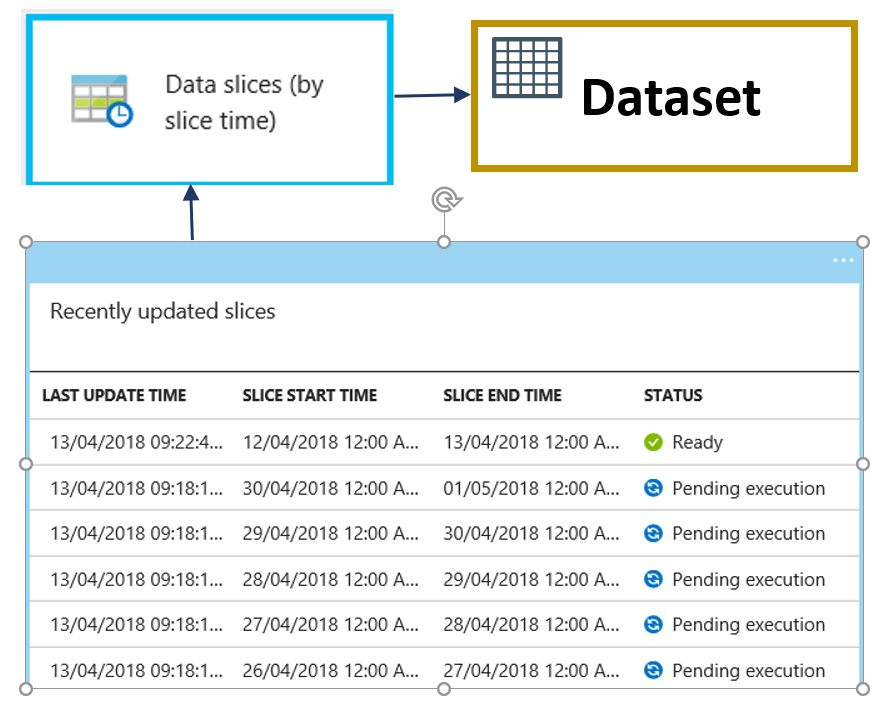 Data slices (by
slice time)
Dataset
...
Recently updated slices
LAST UPDATE TIME SLICE START TIME SLICE END TIME STATUS
13/04/2018 09:22:4... 12/04/2018 12:00 A... 13/04/2018 12:00 A... Ready
13/04/2018 09:18:1... 30/04/2018 12:00 A... 01/05/2018 12:00 A... Pending execution
13/04/2018 09:18:1... 29/04/2018 12:00 A... 30/04/2018 12:00 A... Pending execution
13/04/2018 09:18:1... 28/04/2018 12:00 A... 29/04/2018 12:00 A... Pending execution
13/04/2018 09:18:1... 27/04/2018 12:00 A... 28/04/2018 12:00 A... Pending execution
13/04/2018 09:18:1... 26/04/2018 12:00 A... 27/04/2018 12:00 A... Pending execution